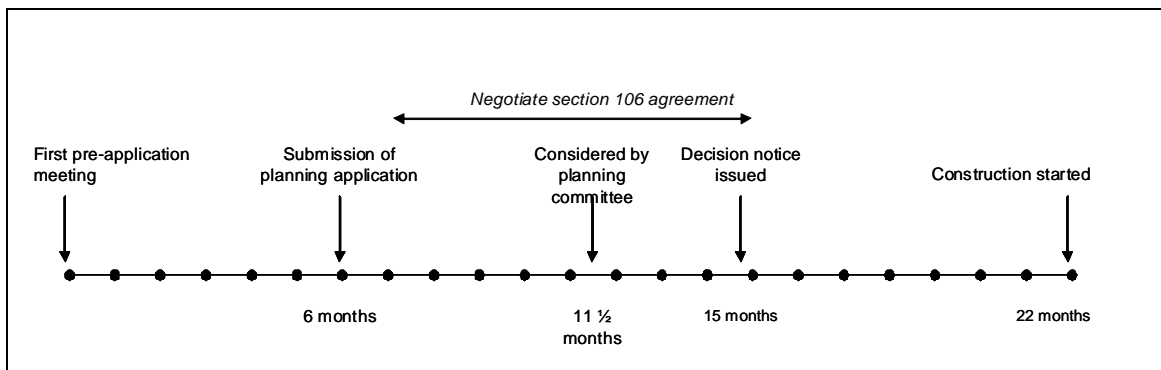 Negotiate section 106 agreement
First pre-application
meeting
Submission of
planning application
Considered by
planning
committee
Decision notice
issued
Construction started
6 months
11 ½
months
15 months
22 months